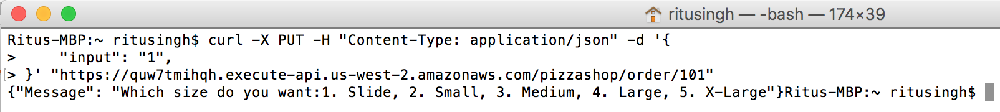 ritusingh — -bash — 174×39
Ritus-MBP:~ ritusingh$ curl -X PUT -H "Content-Type: application/json" -d '{
>     "input": "1",
[> }' "https://quw7tmihqh.execute-api.us-west-2.amazonaws.com/pizzashop/order/101"
{"Message": "Which size do you want:1. Slide, 2. Small, 3. Medium, 4. Large, 5. X-Large"}Ritus-MBP:~ ritusingh$